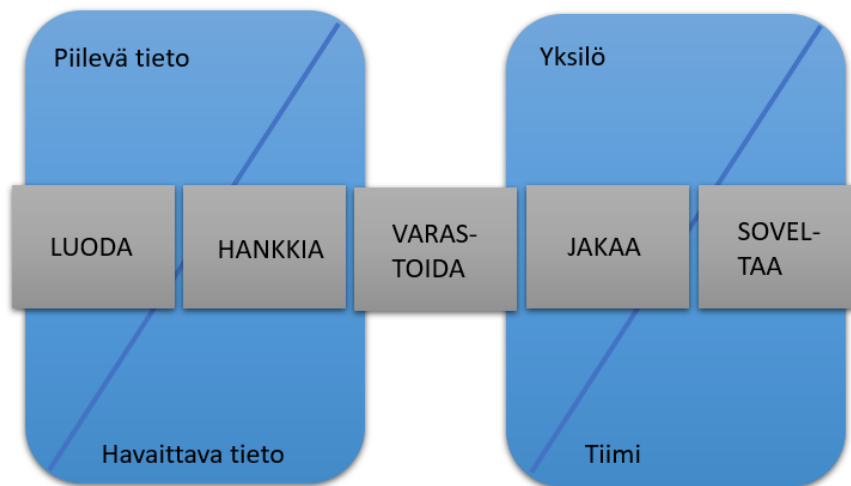 Piilevä tieto
Yksilö
LUODA
HANKKIA
VARAS-
TOIDA
JAKAA
SOVEL-
TAA
Havaittava tieto
Tiimi